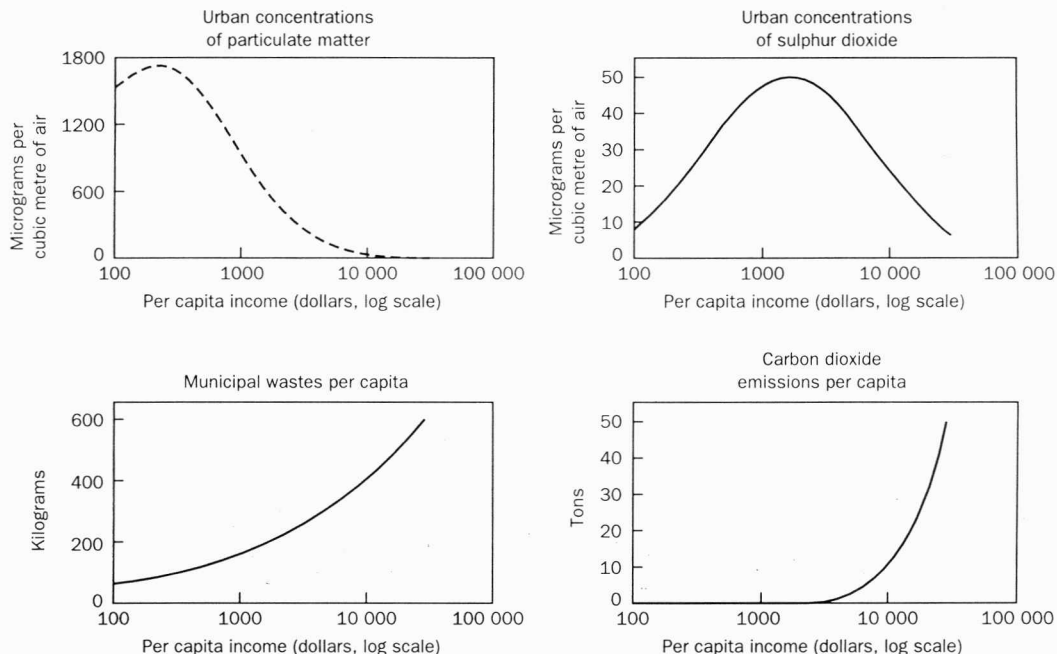 Urban concentrations
of particulate matter
Micrograms per
cubic metre of air
1800
1200
600
0
100 1000 10 000 100 000
Per capita income (dollars, log scale)
Urban concentrations
of sulphur dioxide
Micrograms per
cubic metre of air
50
40
30
20
10
0
100 1000 10 000 100 000
Per capita income (dollars, log scale)
Municipal wastes per capita
Kilograms
600
400
200
0
100 1000 10 000 100 000
Per capita income (dollars, log scale)
Carbon dioxide
emissions per capita
Tons
50
40
30
20
10
0
100 1000 10 000 100 000
Per capita income (dollars, log scale)